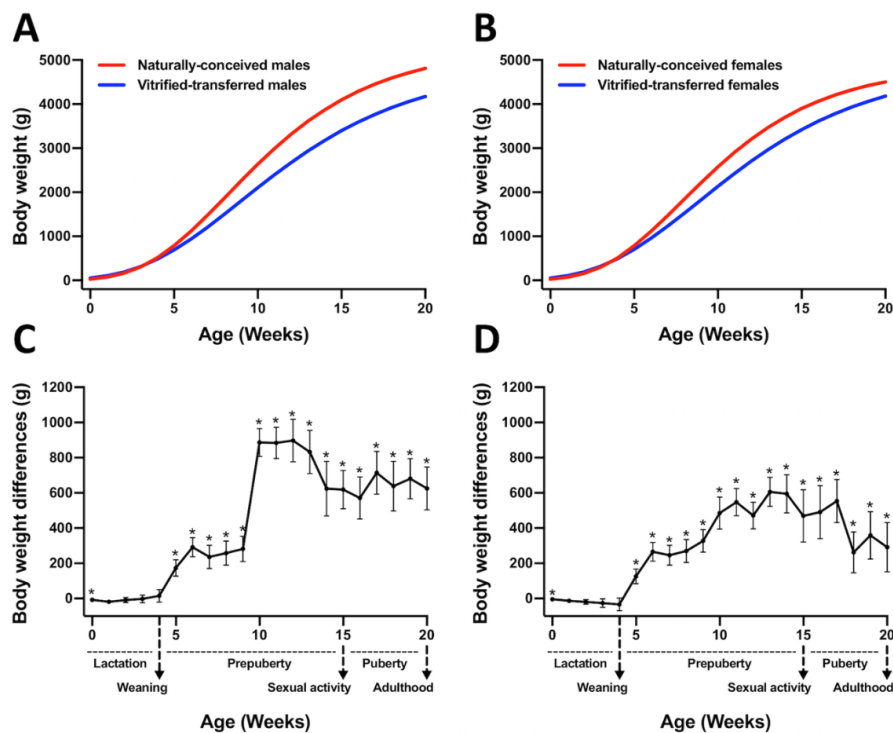 A
Naturally-conceived males
Vitrified-transferred males
Body weight (g)
5000
4000
3000
2000
1000
0
0 5 10 15 20
Age (Weeks)
B
Naturally-conceived females
Vitrified-transferred females
Body weight (g)
5000
4000
3000
2000
1000
0
0 5 10 15 20
Age (Weeks)
C
Body weight differences (g)
1200
1000
800
600
400
200
0
* * * * * * * * * * * * * * * * *
0 5 10 15 20
Lactation Prepuberty Puberty
Weaning Sexual activity Adulthood
Age (Weeks)
D
Body weight differences (g)
1200
1000
800
600
400
200
0
* * * * * * * * * * * * * * * * *
0 5 10 15 20
Lactation Prepuberty Puberty
Weaning Sexual activity Adulthood
Age (Weeks)